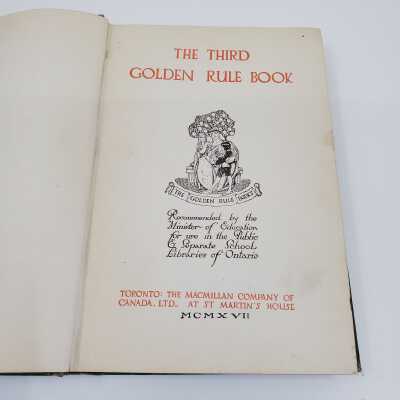 THE THIRD
GOLDEN RULE BOOK
THE GOLDEN RULE BOOKS
Recommended by the
Minister of Education
for use in the Public
& Separate School
Libraries of Ontario
TORONTO: THE MACMILLAN COMPANY OF
CANADA, LTD., AT ST MARTIN'S HOUSE
MCMXVII